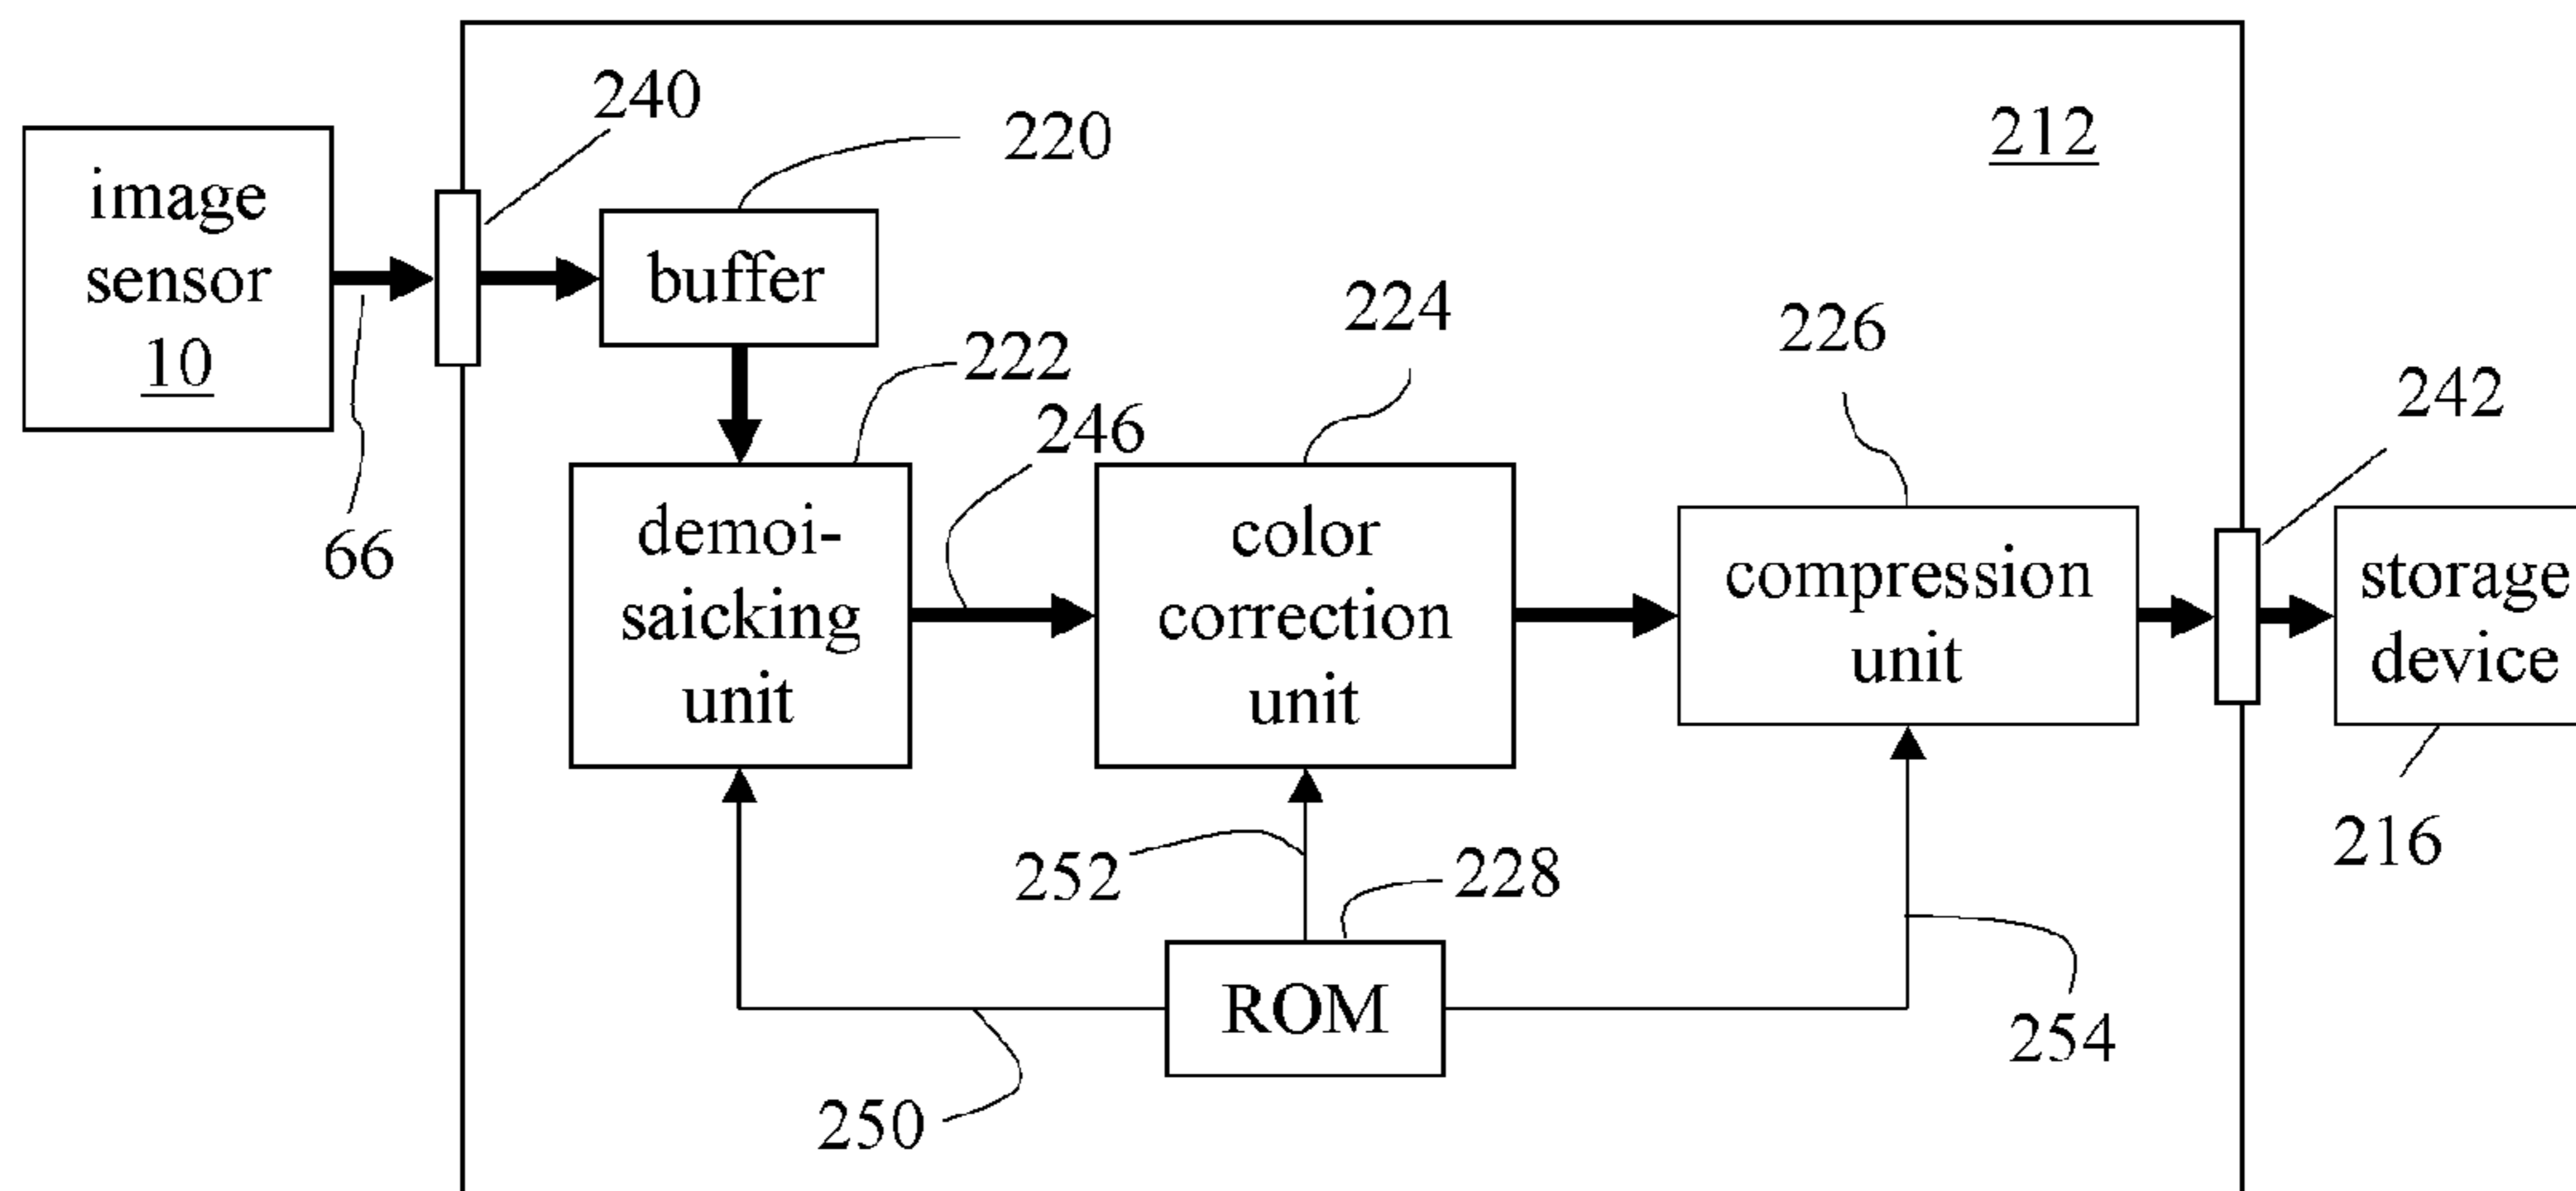 image
sensor
10
66
240
220
212
buffer
222
246
224
226
242
demoi-
saicking
unit
color
correction
unit
compression
unit
storage
device
216
252
228
ROM
250
254